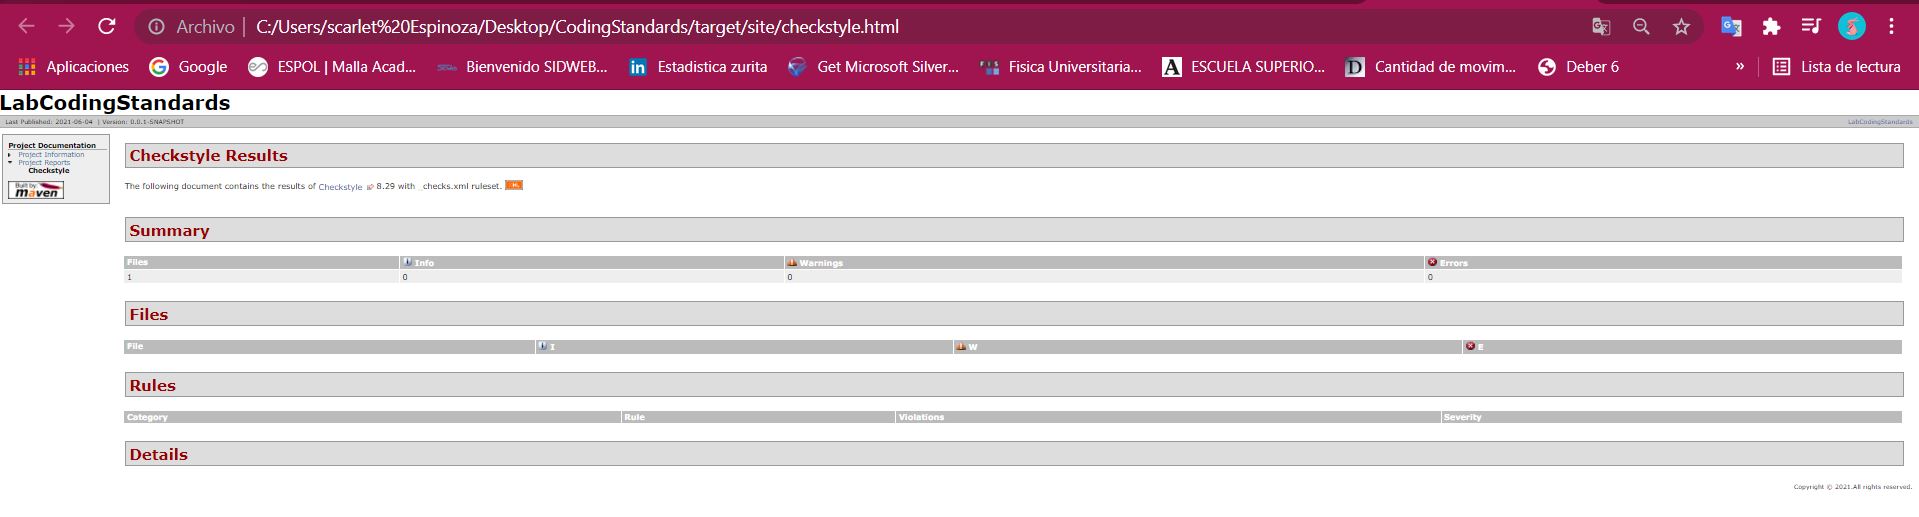 Archivo | C:/Users/scarlet%20Espinoza/Desktop/CodingStandards/target/site/checkstyle.html
Aplicaciones Google ESPOL | Malla Acad... Bienvenido SIDWEB... Estadistica zurita Get Microsoft Silver... Fisica Universitaria... ESCUELA SUPERIO... Cantidad de movim... Deber 6 » Lista de lectura
LabCodingStandards
Last Published: 2021-06-04 | Version: 0.0.1-SNAPSHOT LabCodingStandards
Project Documentation
Project Information
Project Reports
Checkstyle
Built by:
maven
Checkstyle Results
The following document contains the results of Checkstyle 8.29 with _checks.xml ruleset.
Summary
Files Info Warnings Errors
1 0 0 0
Files
File I W E
Rules
Category Rule Violations Severity
Details
Copyright © 2021.All rights reserved.